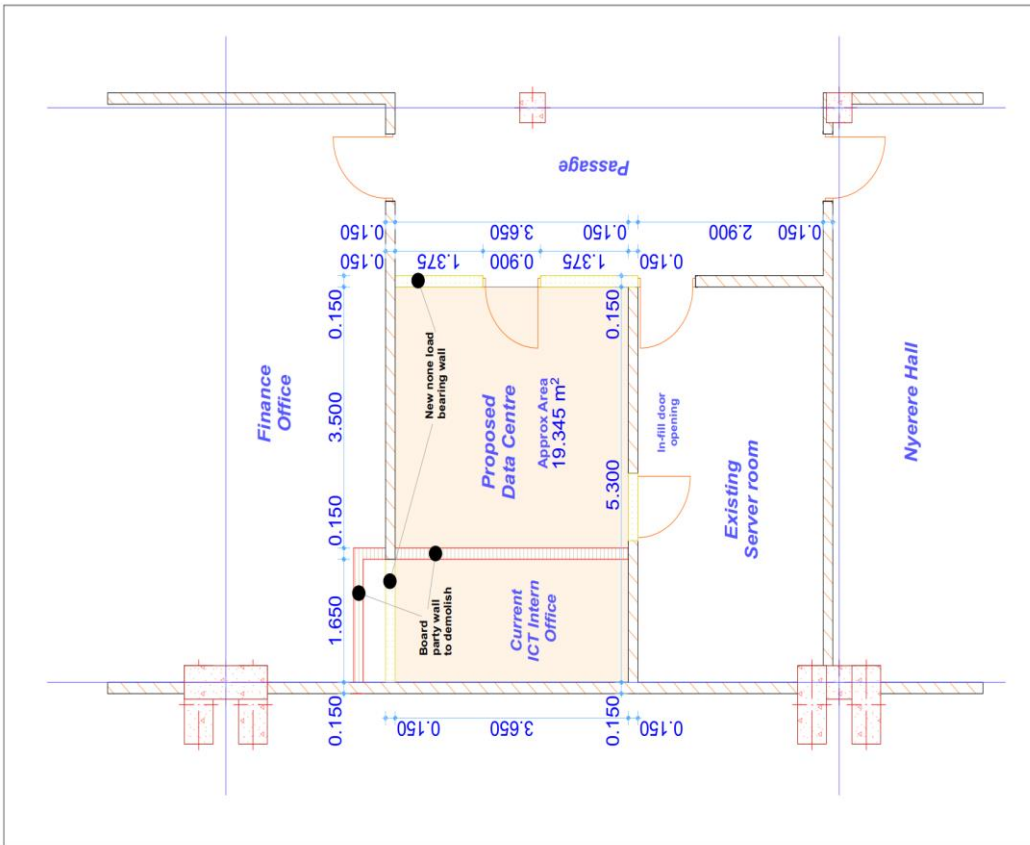 Passage
0.150
3.650
0.150
2.900
0.150
0.150
1.375
0.900
1.375
0.150
0.150
3.500
0.150
1.650
0.150
0.150
5.300
0.150
0.150
3.650
0.150
Finance
Office
New none load
bearing wall
Proposed
Data Centre
Approx Area
19.345 m²
In-fill door
opening
Existing
Server room
Nyerere Hall
Board
party wall
to demolish
Current
ICT Intern
Office